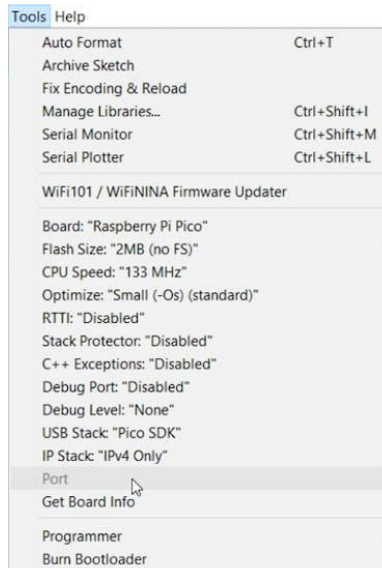 Tools Help
Auto Format Ctrl+T
Archive Sketch
Fix Encoding & Reload
Manage Libraries... Ctrl+Shift+I
Serial Monitor Ctrl+Shift+M
Serial Plotter Ctrl+Shift+L
WiFi101 / WiFiNINA Firmware Updater
Board: "Raspberry Pi Pico"
Flash Size: "2MB (no FS)"
CPU Speed: "133 MHz"
Optimize: "Small (-Os) (standard)"
RTTI: "Disabled"
Stack Protector: "Disabled"
C++ Exceptions: "Disabled"
Debug Port: "Disabled"
Debug Level: "None"
USB Stack: "Pico SDK"
IP Stack: "IPv4 Only"
Port
Get Board Info
Programmer
Burn Bootloader